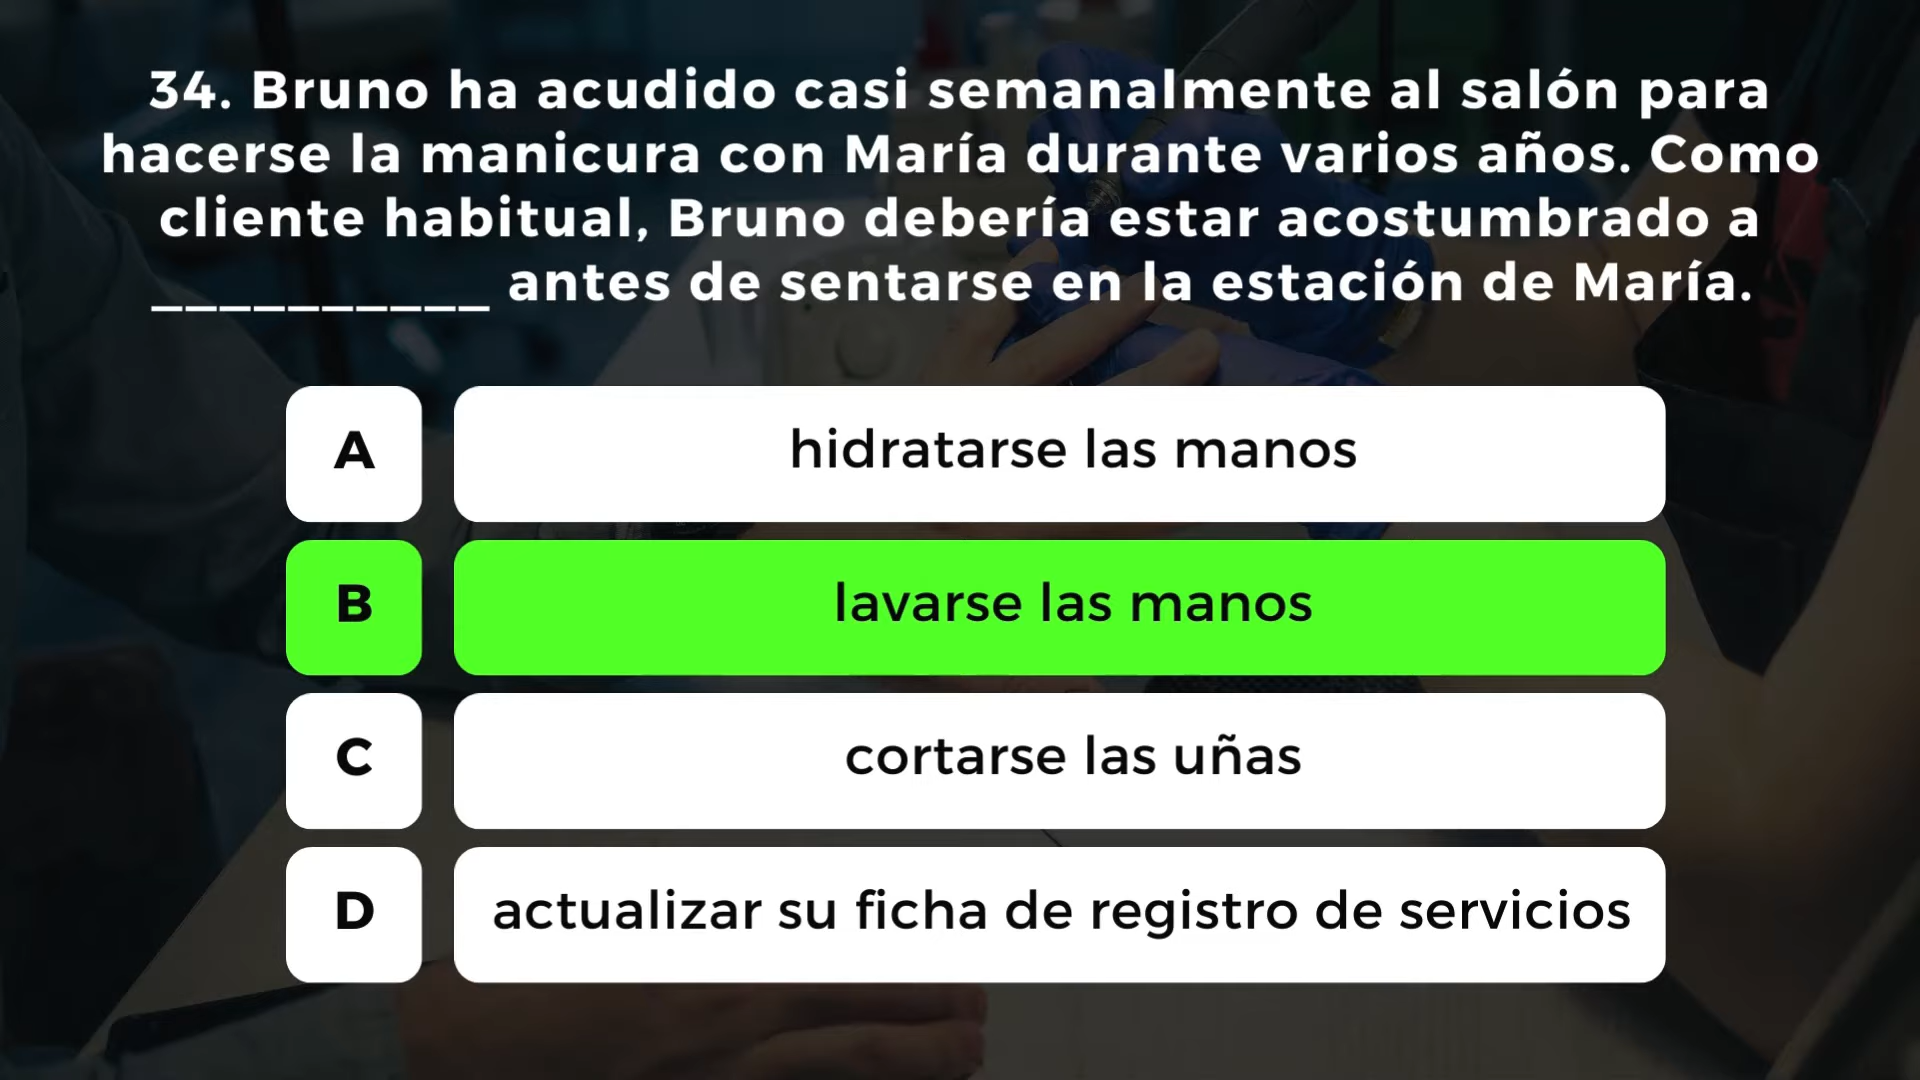 34. Bruno ha acudido casi semanalmente al salón para
hacerse la manicura con María durante varios años. Como
cliente habitual, Bruno debería estar acostumbrado a
__________ antes de sentarse en la estación de María.
A
hidratarse las manos
B
lavarse las manos
C
cortarse las uñas
D
actualizar su ficha de registro de servicios